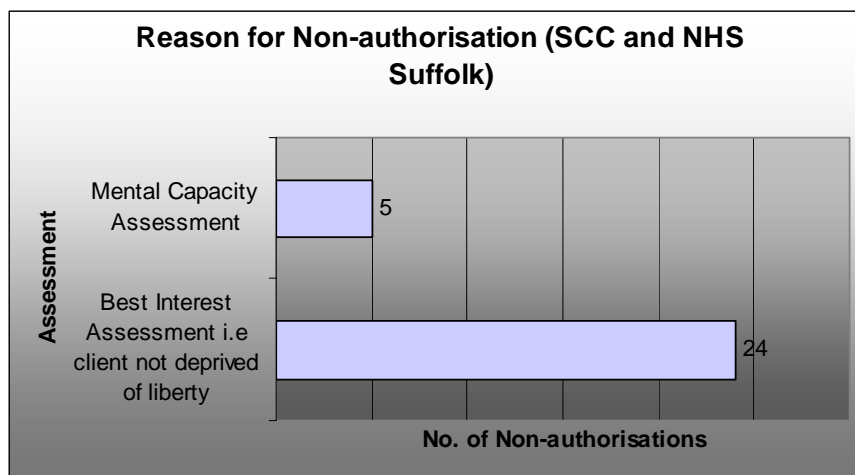 Reason for Non-authorisation (SCC and NHS
Suffolk)
Assessment
Mental Capacity
Assessment
5
Best Interest
Assessment i.e
client not deprived
of liberty
24
No. of Non-authorisations